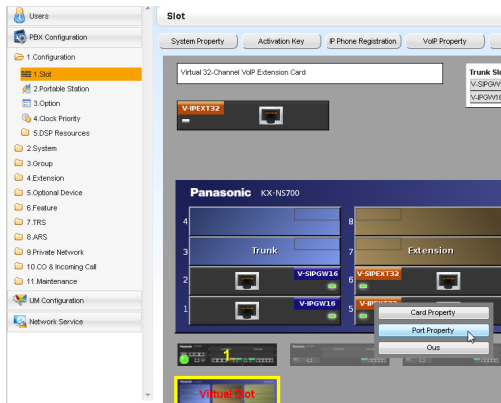 Users
PBX Configuration
1.Configuration
1.Slot
2.Portable Station
3.Option
4.Clock Priority
5.DSP Resources
2.System
3.Group
4.Extension
5.Optional Device
6.Feature
7.TRS
8.ARS
9.Private Network
10.CO & Incoming Call
11.Maintenance
UM Configuration
Network Service
Slot
System Property
Activation Key
IP Phone Registration
VoIP Property
Virtual 32-Channel VoIP Extension Card
Trunk
V-IPGW16
V-IPEXT32
Panasonic KX-NS700
4
8
3
Trunk
7
Extension
2
V-SIPGW16
6
V-SIPEXT32
1
V-IPGW16
5
Card Property
Port Property
Ous
1
Virtual Slot